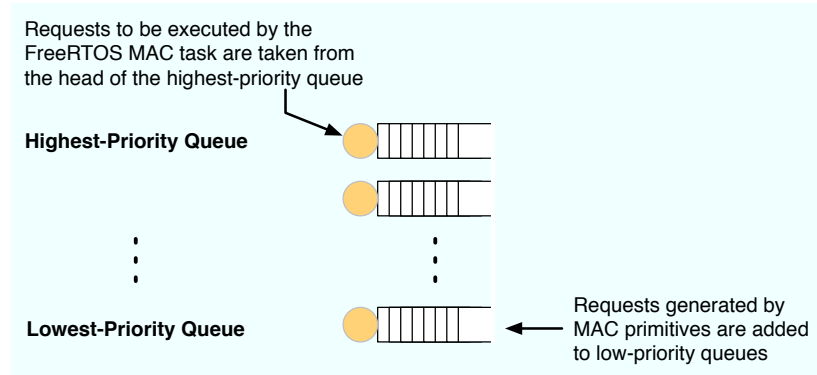 Requests to be executed by the
FreeRTOS MAC task are taken from
the head of the highest-priority queue
Highest-Priority Queue
Lowest-Priority Queue
Requests generated by
MAC primitives are added
to low-priority queues